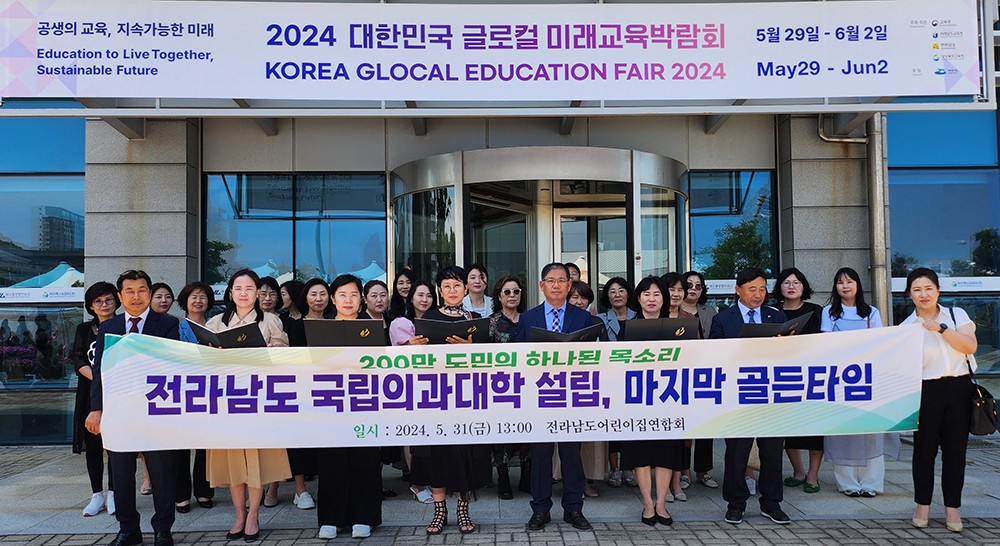 공생의 교육, 지속가능한 미래
Education to Live Together,
Sustainable Future
2024 대한민국 글로컬 미래교육박람회
KOREA GLOCAL EDUCATION FAIR 2024
5월 29일 - 6월 2일
May29 - Jun2
교육부
200만 도민의 하나된 목소리
전라남도 국립의과대학 설립, 마지막 골든타임
일시 : 2024. 5. 31(금) 13:00 전라남도어린이집연합회